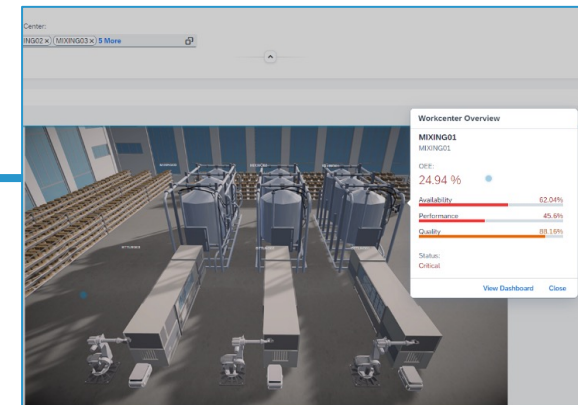 Center:
ING02 × MIXING03 × 5 More
Workcenter Overview
MIXING01
MIXING01
OEE:
24.94 %
Availability 62.04%
Performance 45.6%
Quality 88.16%
Status:
Critical
View Dashboard Close